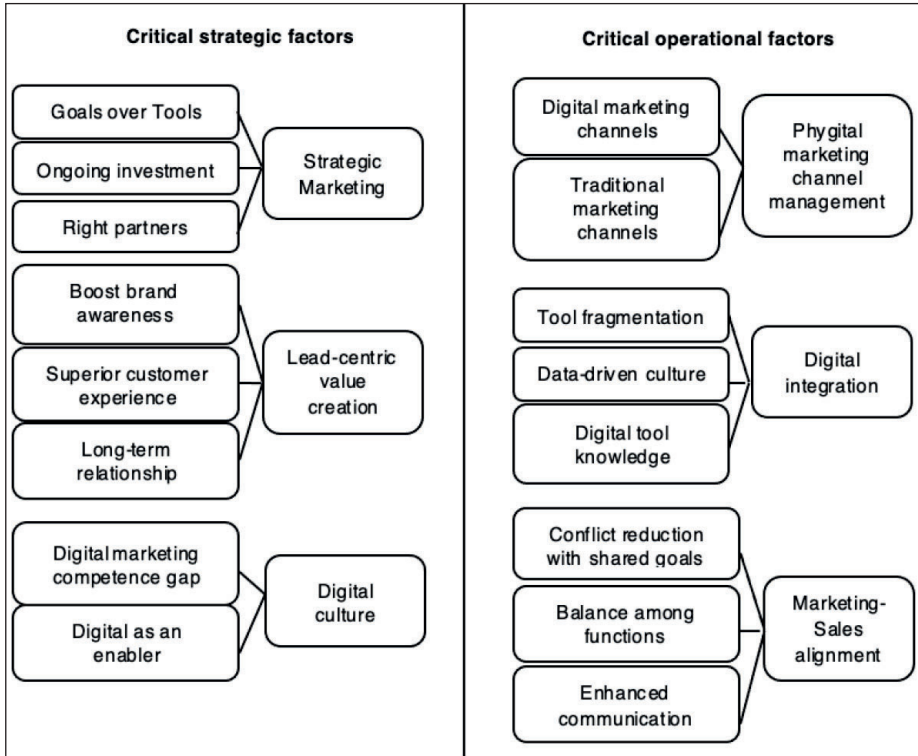 Critical strategic factors
Goals over Tools
Ongoing investment
Right partners
Strategic
Marketing
Boost brand
awareness
Superior customer
experience
Long-term
relationship
Lead-centric
value
creation
Digital marketing
competence gap
Digital as an
enabler
Digital
culture
Critical operational factors
Digital marketing
channels
Traditional
marketing
channels
Phygital
marketing
channel
management
Tool fragmentation
Data-driven culture
Digital tool
knowledge
Digital
integration
Conflict reduction
with shared goals
Balance among
functions
Enhanced
communication
Marketing-
Sales
alignment